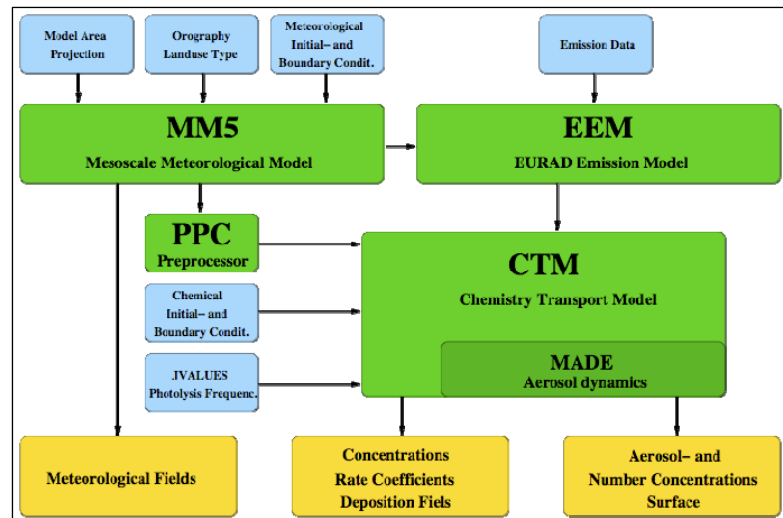 Model Area
Projection
Orography
Landuse Type
Meteorological
Initial– and
Boundary Condit.
Emission Data
MM5
Mesoscale Meteorological Model
EEM
EURAD Emission Model
PPC
Preprocessor
CTM
Chemistry Transport Model
Chemical
Initial– and
Boundary Condit.
JVALUES
Photolysis Frequenc.
MADE
Aerosol dynamics
Meteorological Fields
Concentrations
Rate Coefficients
Deposition Fiels
Aerosol– and
Number Concentrations
Surface